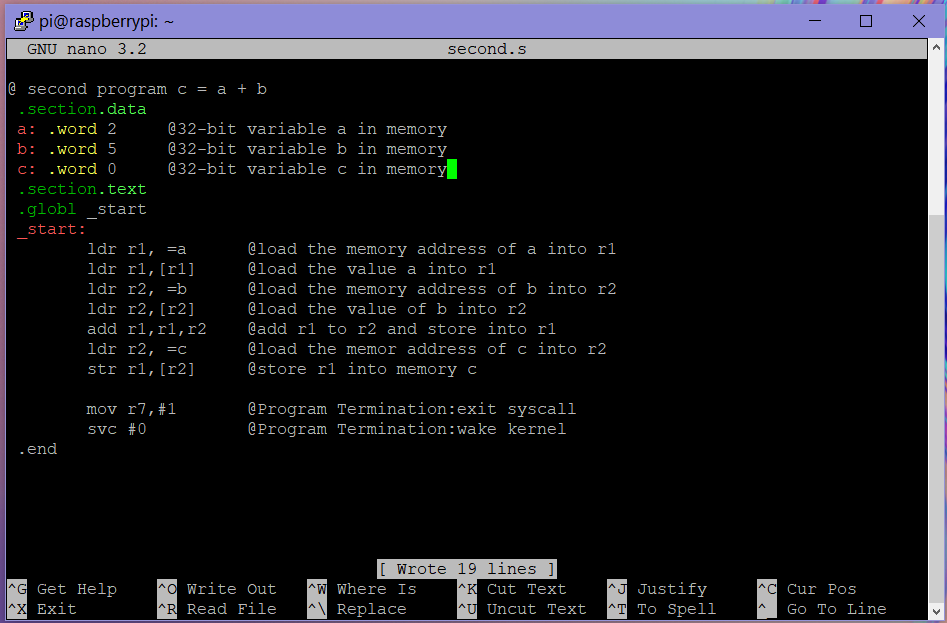 pi@raspberrypi: ~
GNU nano 3.2 second.s
@ second program c = a + b
.section.data
a: .word 2 @32-bit variable a in memory
b: .word 5 @32-bit variable b in memory
c: .word 0 @32-bit variable c in memory
.section.text
.globl _start
_start:
ldr r1, =a @load the memory address of a into r1
ldr r1,[r1] @load the value a into r1
ldr r2, =b @load the memory address of b into r2
ldr r2,[r2] @load the value of b into r2
add r1,r1,r2 @add r1 to r2 and store into r1
ldr r2, =c @load the memor address of c into r2
str r1,[r2] @store r1 into memory c
mov r7,#1 @Program Termination:exit syscall
svc #0 @Program Termination:wake kernel
.end
[ Wrote 19 lines ]
^G Get Help ^O Write Out ^W Where Is ^K Cut Text ^J Justify ^C Cur Pos
^X Exit ^R Read File ^\ Replace ^U Uncut Text ^T To Spell ^_ Go To Line